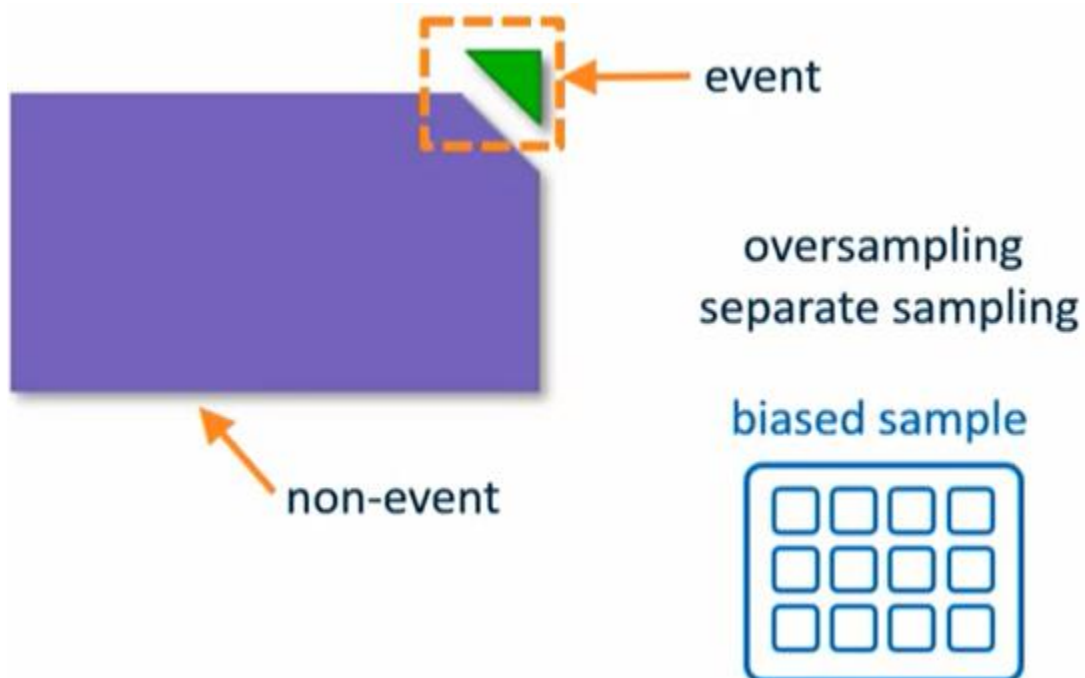 event
oversampling
separate sampling
biased sample
non-event